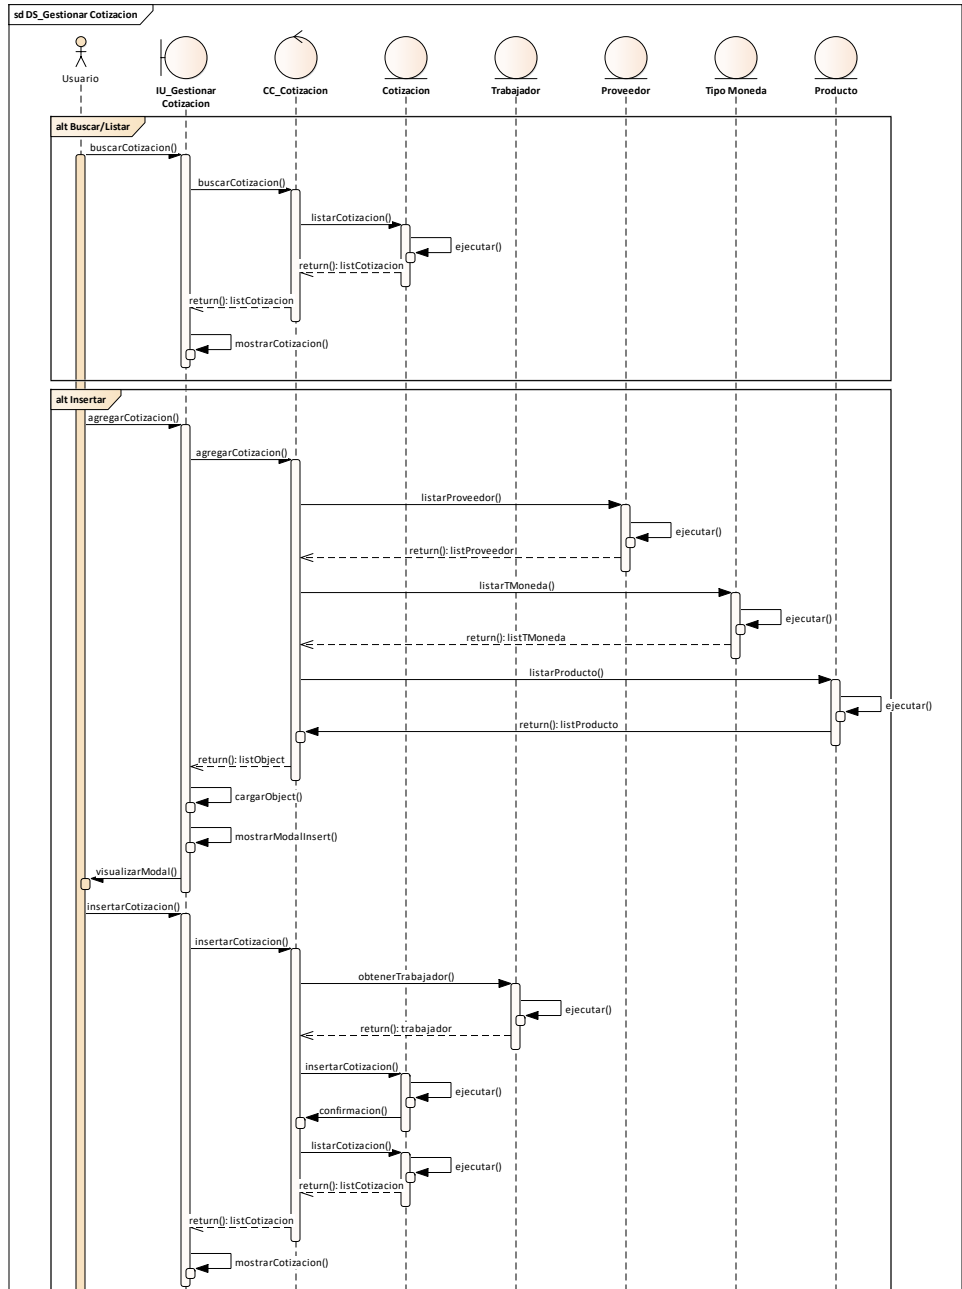 sd DS_Gestionar Cotizacion
Usuario
IU_Gestionar
Cotizacion
CC_Cotizacion
Cotizacion
Trabajador
Proveedor
Tipo Moneda
Producto
alt Buscar/Listar
buscarCotizacion()
buscarCotizacion()
listarCotizacion()
ejecutar()
return(): listCotizacion
return(): listCotizacion
mostrarCotizacion()
alt Insertar
agregarCotizacion()
agregarCotizacion()
listarProveedor()
ejecutar()
return(): listProveedor
listarTMoneda()
ejecutar()
return(): listTMoneda
listarProducto()
ejecutar()
return(): listProducto
return(): listObject
cargarObject()
mostrarModalInsert()
visualizarModal()
insertarCotizacion()
insertarCotizacion()
obtenerTrabajador()
ejecutar()
return(): trabajador
insertarCotizacion()
ejecutar()
confirmacion()
listarCotizacion()
ejecutar()
return(): listCotizacion
return(): listCotizacion
mostrarCotizacion()